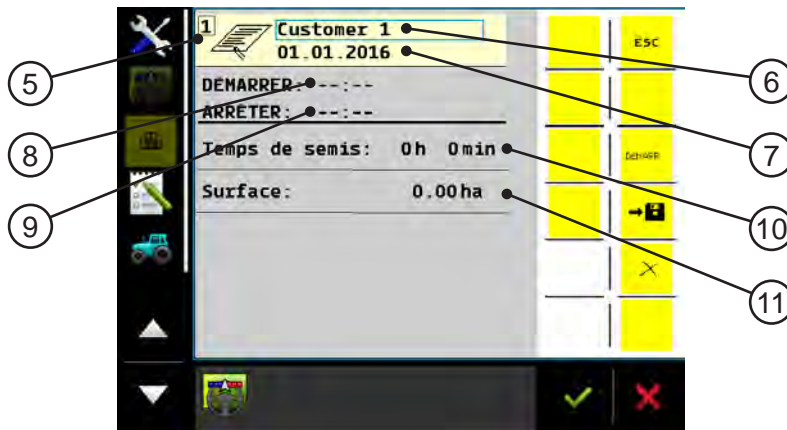 1
Customer 1
01.01.2016
DEMARRER: --:--
ARRETER: --:--
Temps de semis: 0h 0min
Surface: 0.00ha
ESC
DEMARR
5
8
9
6
7
10
11